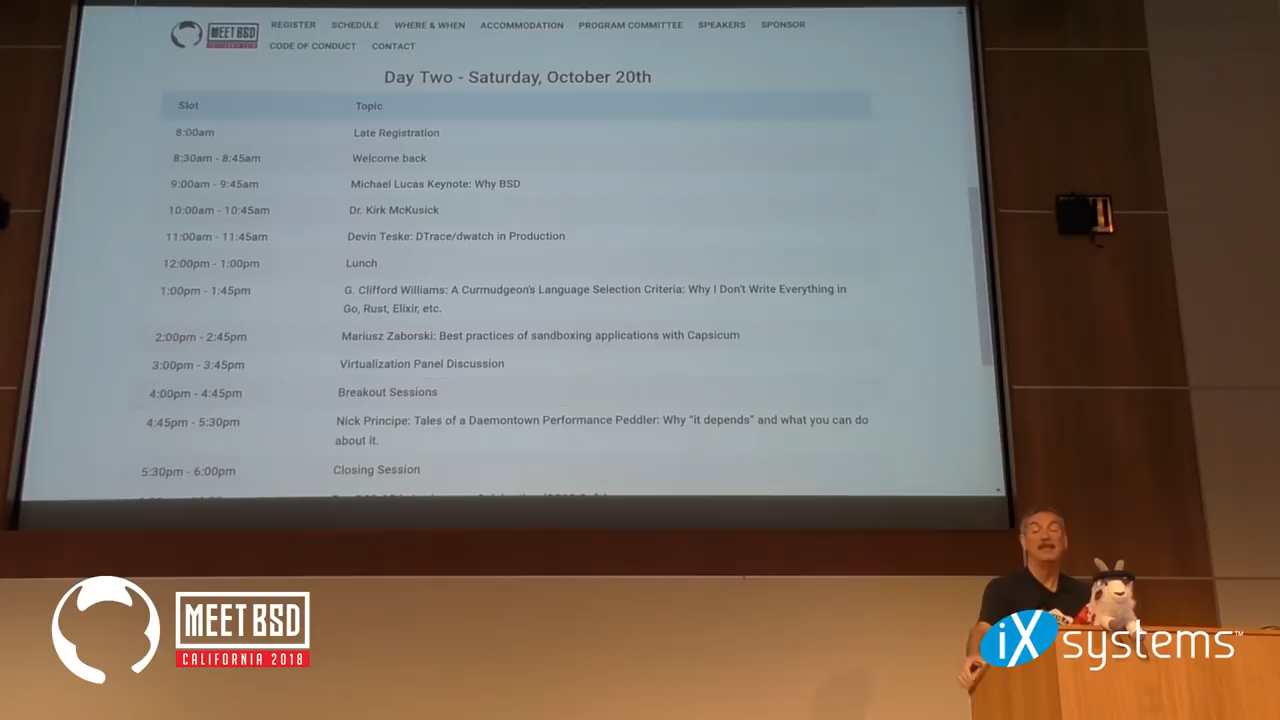 MEET BSD
CALIFORNIA 2018
REGISTER SCHEDULE WHERE & WHEN ACCOMMODATION PROGRAM COMMITTEE SPEAKERS SPONSOR
CODE OF CONDUCT CONTACT
Day Two - Saturday, October 20th
Slot Topic
8:00am Late Registration
8:30am - 8:45am Welcome back
9:00am - 9:45am Michael Lucas Keynote: Why BSD
10:00am - 10:45am Dr. Kirk McKusick
11:00am - 11:45am Devin Teske: DTrace/dwatch in Production
12:00pm - 1:00pm Lunch
1:00pm - 1:45pm G. Clifford Williams: A Curmudgeon's Language Selection Criteria: Why I Don't Write Everything in
Go, Rust, Elixir, etc.
2:00pm - 2:45pm Mariusz Zaborski: Best practices of sandboxing applications with Capsicum
3:00pm - 3:45pm Virtualization Panel Discussion
4:00pm - 4:45pm Breakout Sessions
4:45pm - 5:30pm Nick Principe: Tales of a Daemontown Performance Peddler: Why "it depends" and what you can do
about it.
5:30pm - 6:00pm Closing Session
MEET BSD
CALIFORNIA 2018
iX systems™